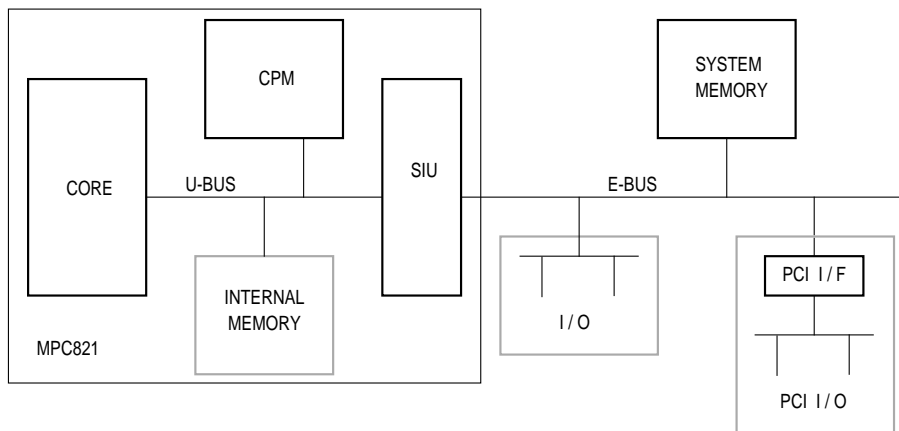 CPM
SYSTEM
MEMORY
CORE
U-BUS
SIU
E-BUS
INTERNAL
MEMORY
PCI I / F
I / O
MPC821
PCI I / O